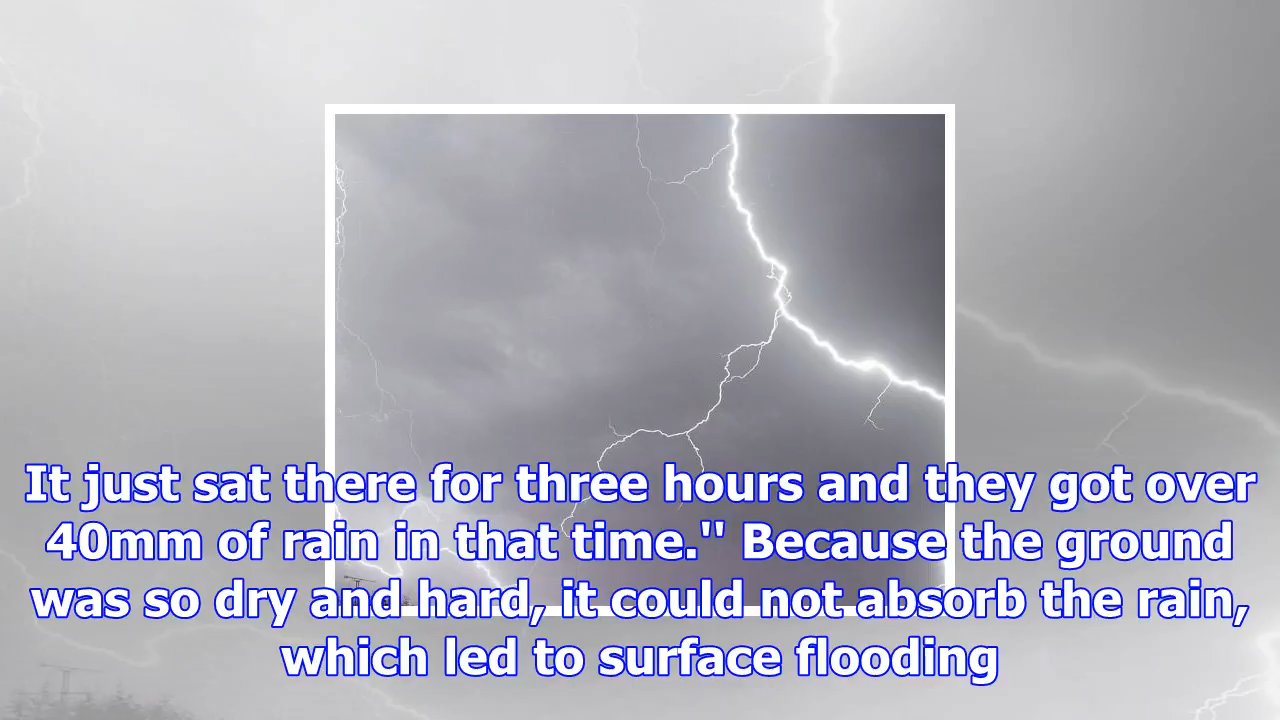 It just sat there for three hours and they got over
40mm of rain in that time." Because the ground
was so dry and hard, it could not absorb the rain,
which led to surface flooding